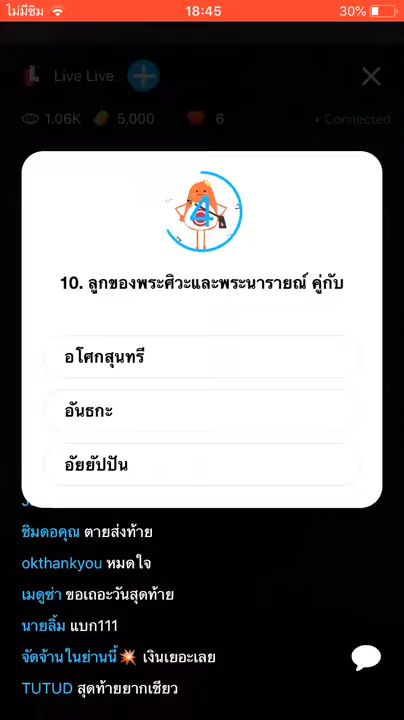 ไม่มีซิม 18:45 30%
Live Live
1.06K 5,000 6 • Connected
4
10. ลูกของพระศิวะและพระนารายณ์ คู่กับ
อโศกสุนทรี
อันธกะ
อัยยัปปัน
ซิมดอคุณ ตายส่งท้าย
okthankyou หมดใจ
เมดูซ่า ขอเถอะวันสุดท้าย
นายลิ้ม แบก111
จัดจ้านในย่านนี้💥 เงินเยอะเลย
TUTUD สุดท้ายยากเชียว